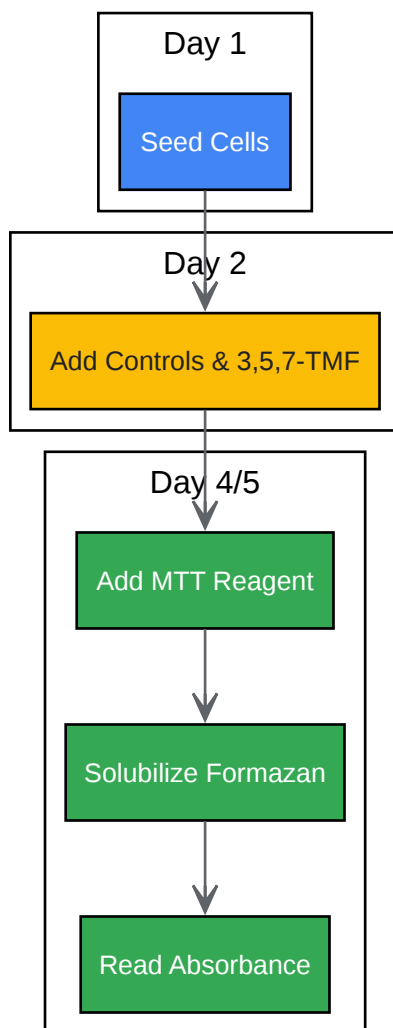 Day 1
Seed Cells
Day 2
Add Controls & 3,5,7-TMF
Day 4/5
Add MTT Reagent
Solubilize Formazan
Read Absorbance